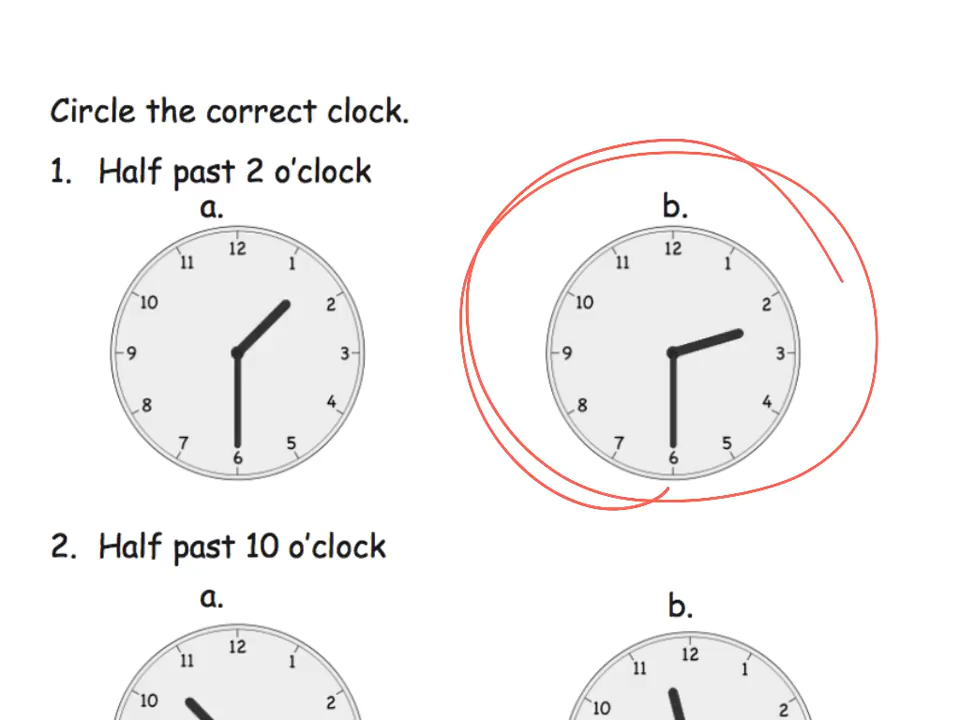 Circle the correct clock.
1. Half past 2 o'clock
a. b.
12 12
11 1 11 1
10 2 10 2
9 3 9 3
8 4 8 4
7 5 7 5
6 6
2. Half past 10 o'clock
a. b.
12 12
11 1 11 1
10 2 10 2